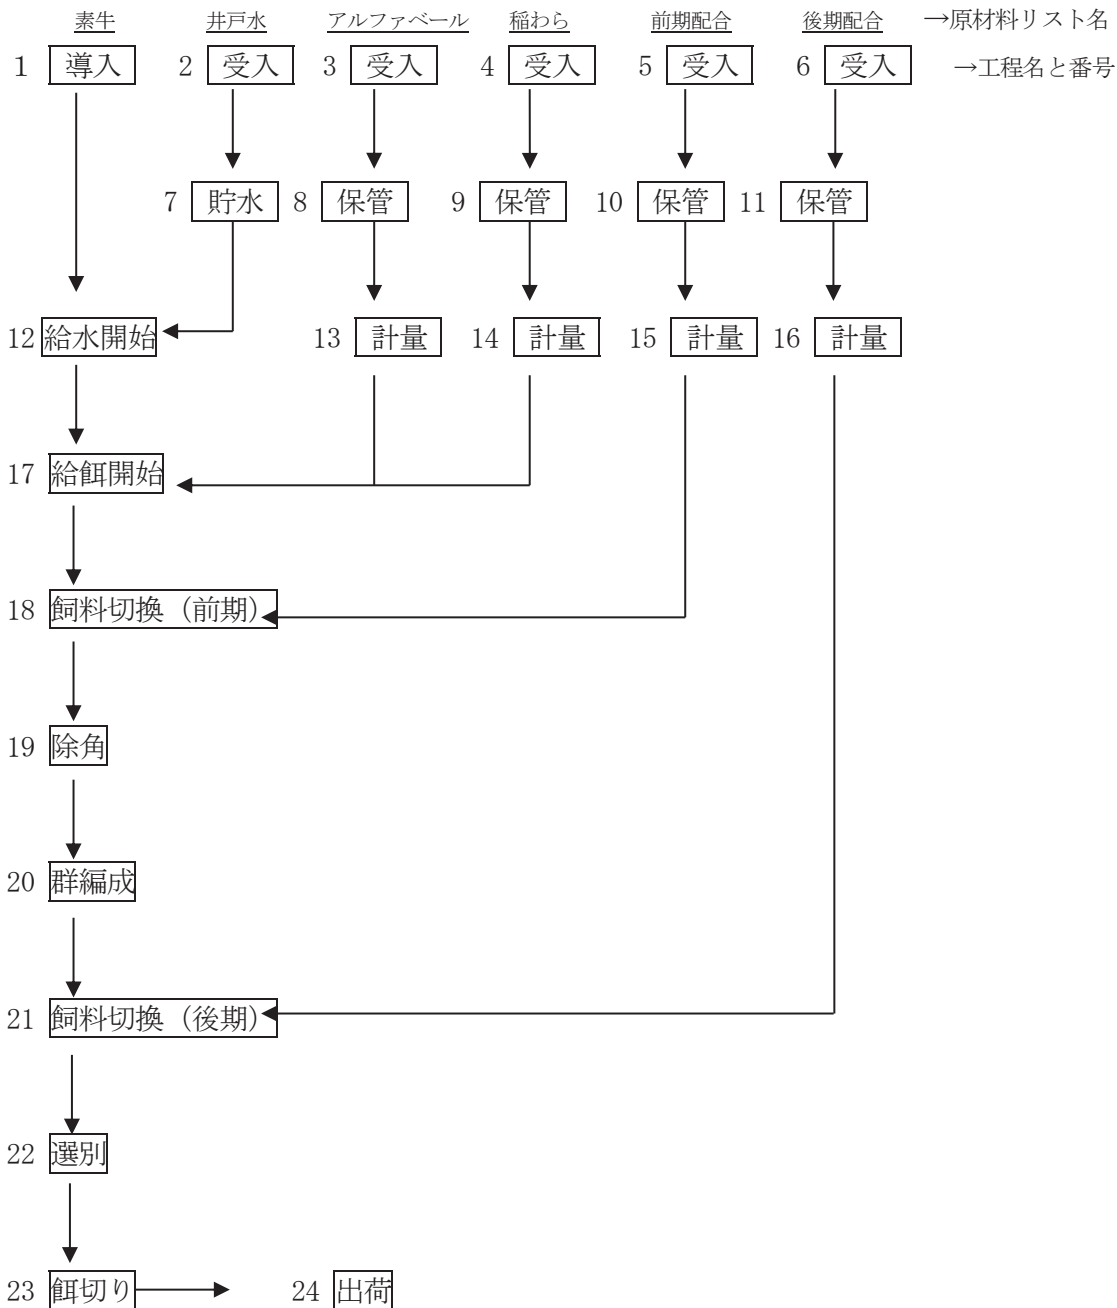 素牛 井戸水 アルファベール 稲わら 前期配合 後期配合 →原材料リスト名
1 導入 2 受入 3 受入 4 受入 5 受入 6 受入 →工程名と番号
7 貯水 8 保管 9 保管 10 保管 11 保管
12 給水開始 13 計量 14 計量 15 計量 16 計量
17 給餌開始
18 飼料切換（前期）
19 除角
20 群編成
21 飼料切換（後期）
22 選別
23 餌切り 24 出荷